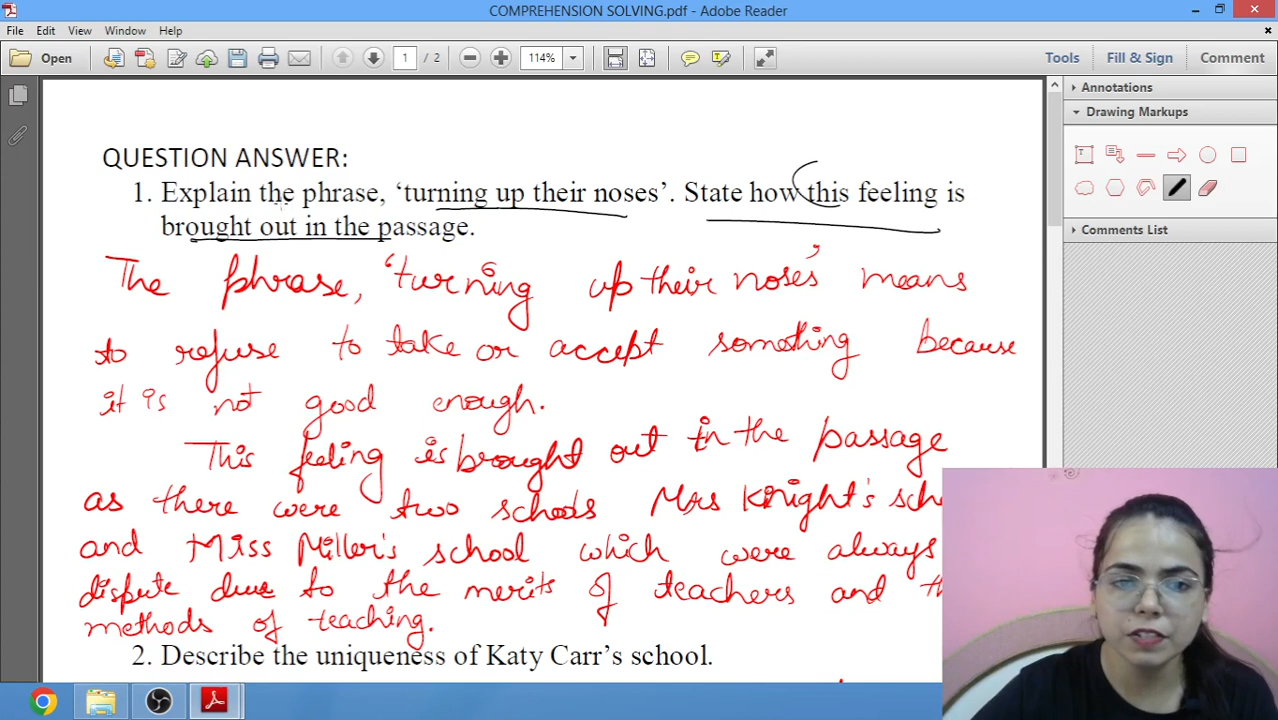 COMPREHENSION SOLVING.pdf - Adobe Reader
File Edit View Window Help
Open 1 / 2 114% Tools Fill & Sign Comment
Annotations
Drawing Markups
Comments List
QUESTION ANSWER:
1. Explain the phrase, ‘turning up their noses’. State how this feeling is
brought out in the passage.
The phrase, ‘turning up their noses’ means
to refuse to take or accept something because
it is not good enough.
This feeling is brought out in the passage
as there were two schools Mrs Knight's
and Miss Miller's school which were always
dispute due to the merits of teachers and
methods of teaching.
2. Describe the uniqueness of Katy Carr’s school.